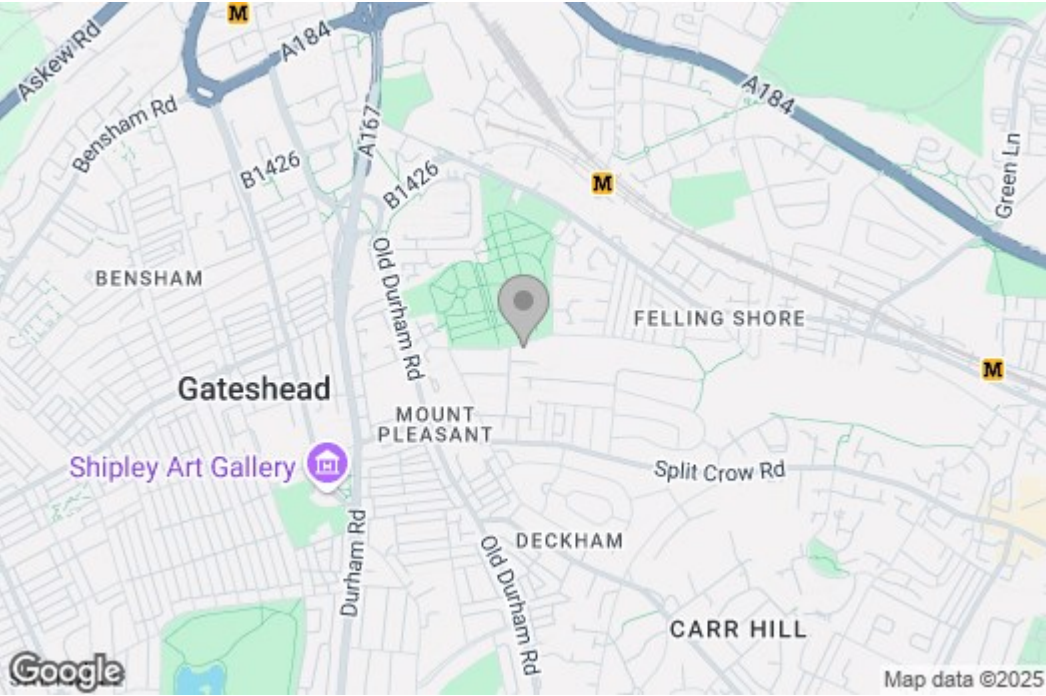 M
Askew Rd
A184
A184
Bensham Rd
A167
B1426
B1426
M
Green Ln
Old Durham Rd
BENSHAM
FELLING SHORE
M
Gateshead
MOUNT
PLEASANT
Shipley Art Gallery
Split Crow Rd
Durham Rd
DECKHAM
Old Durham Rd
CARR HILL
Google
Map data ©2025